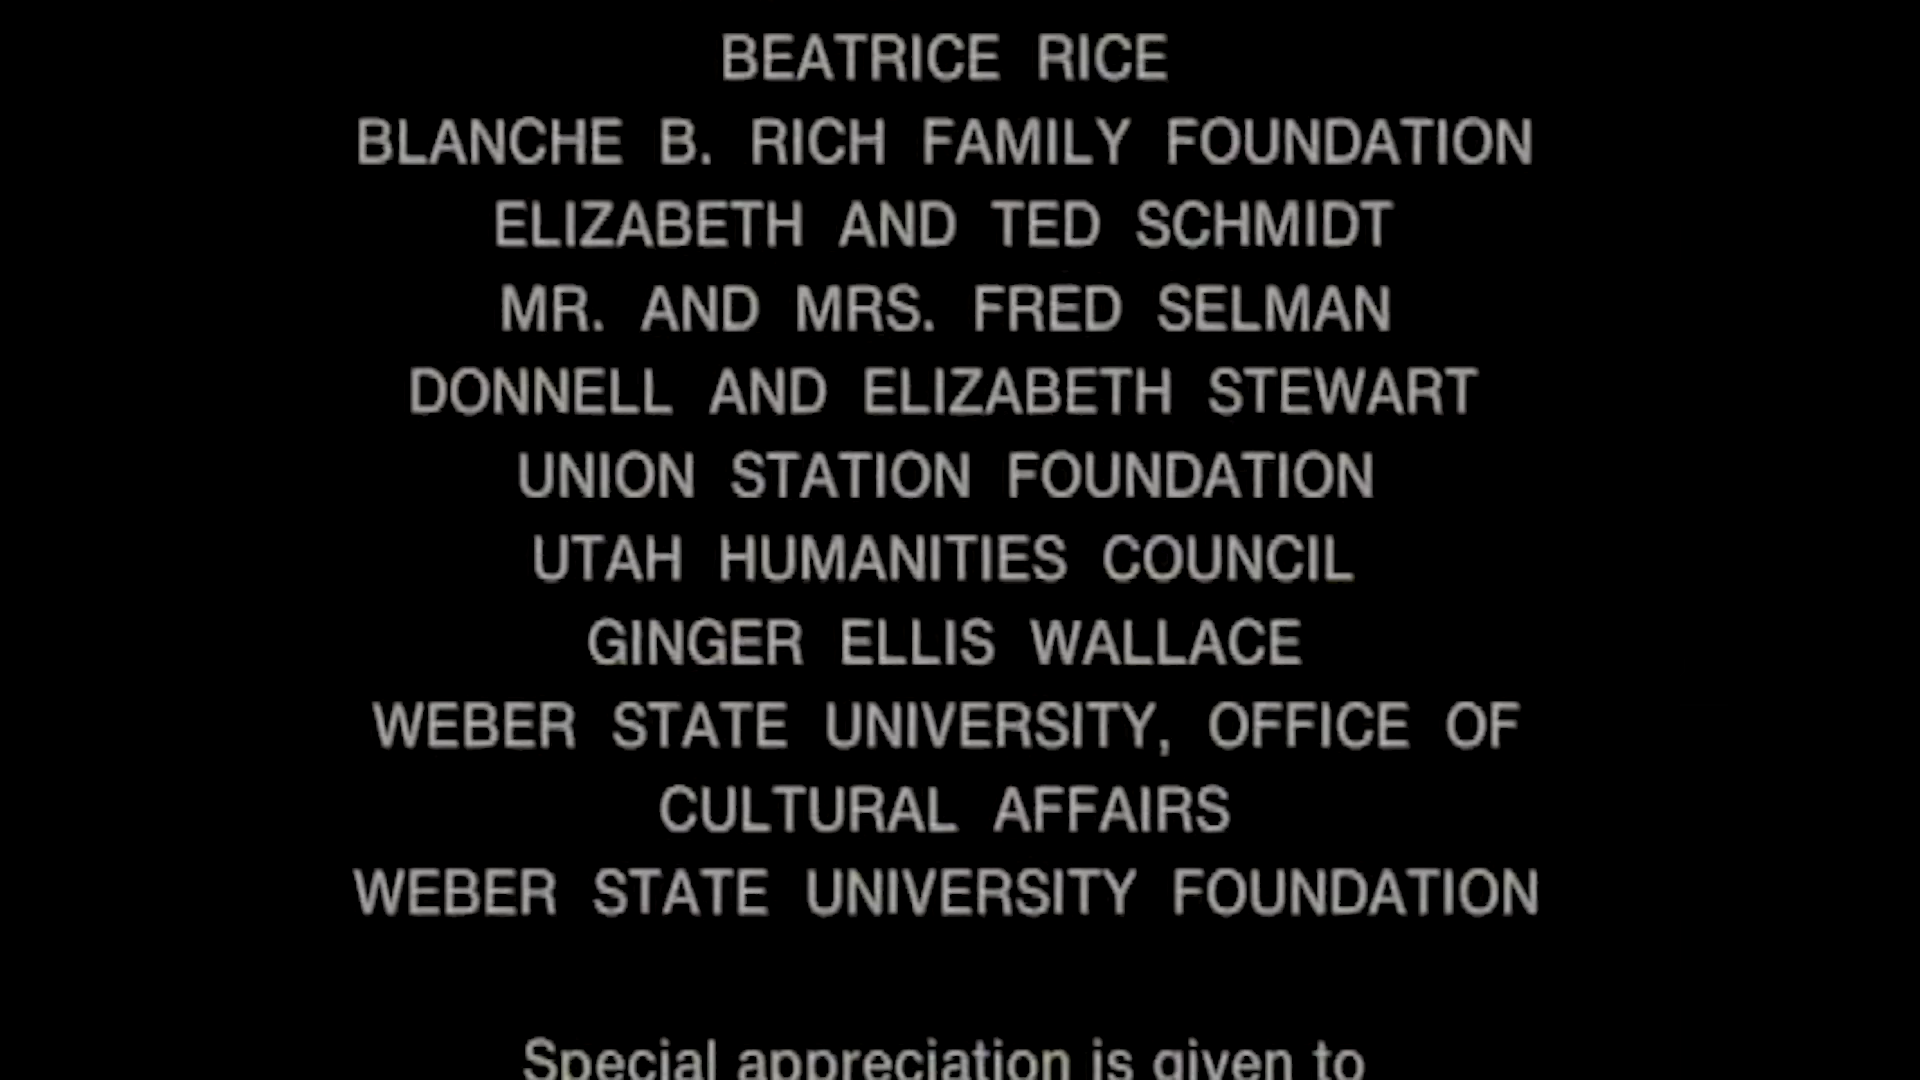 BEATRICE RICE
BLANCHE B. RICH FAMILY FOUNDATION
ELIZABETH AND TED SCHMIDT
MR. AND MRS. FRED SELMAN
DONNELL AND ELIZABETH STEWART
UNION STATION FOUNDATION
UTAH HUMANITIES COUNCIL
GINGER ELLIS WALLACE
WEBER STATE UNIVERSITY, OFFICE OF
CULTURAL AFFAIRS
WEBER STATE UNIVERSITY FOUNDATION
Special appreciation is given to